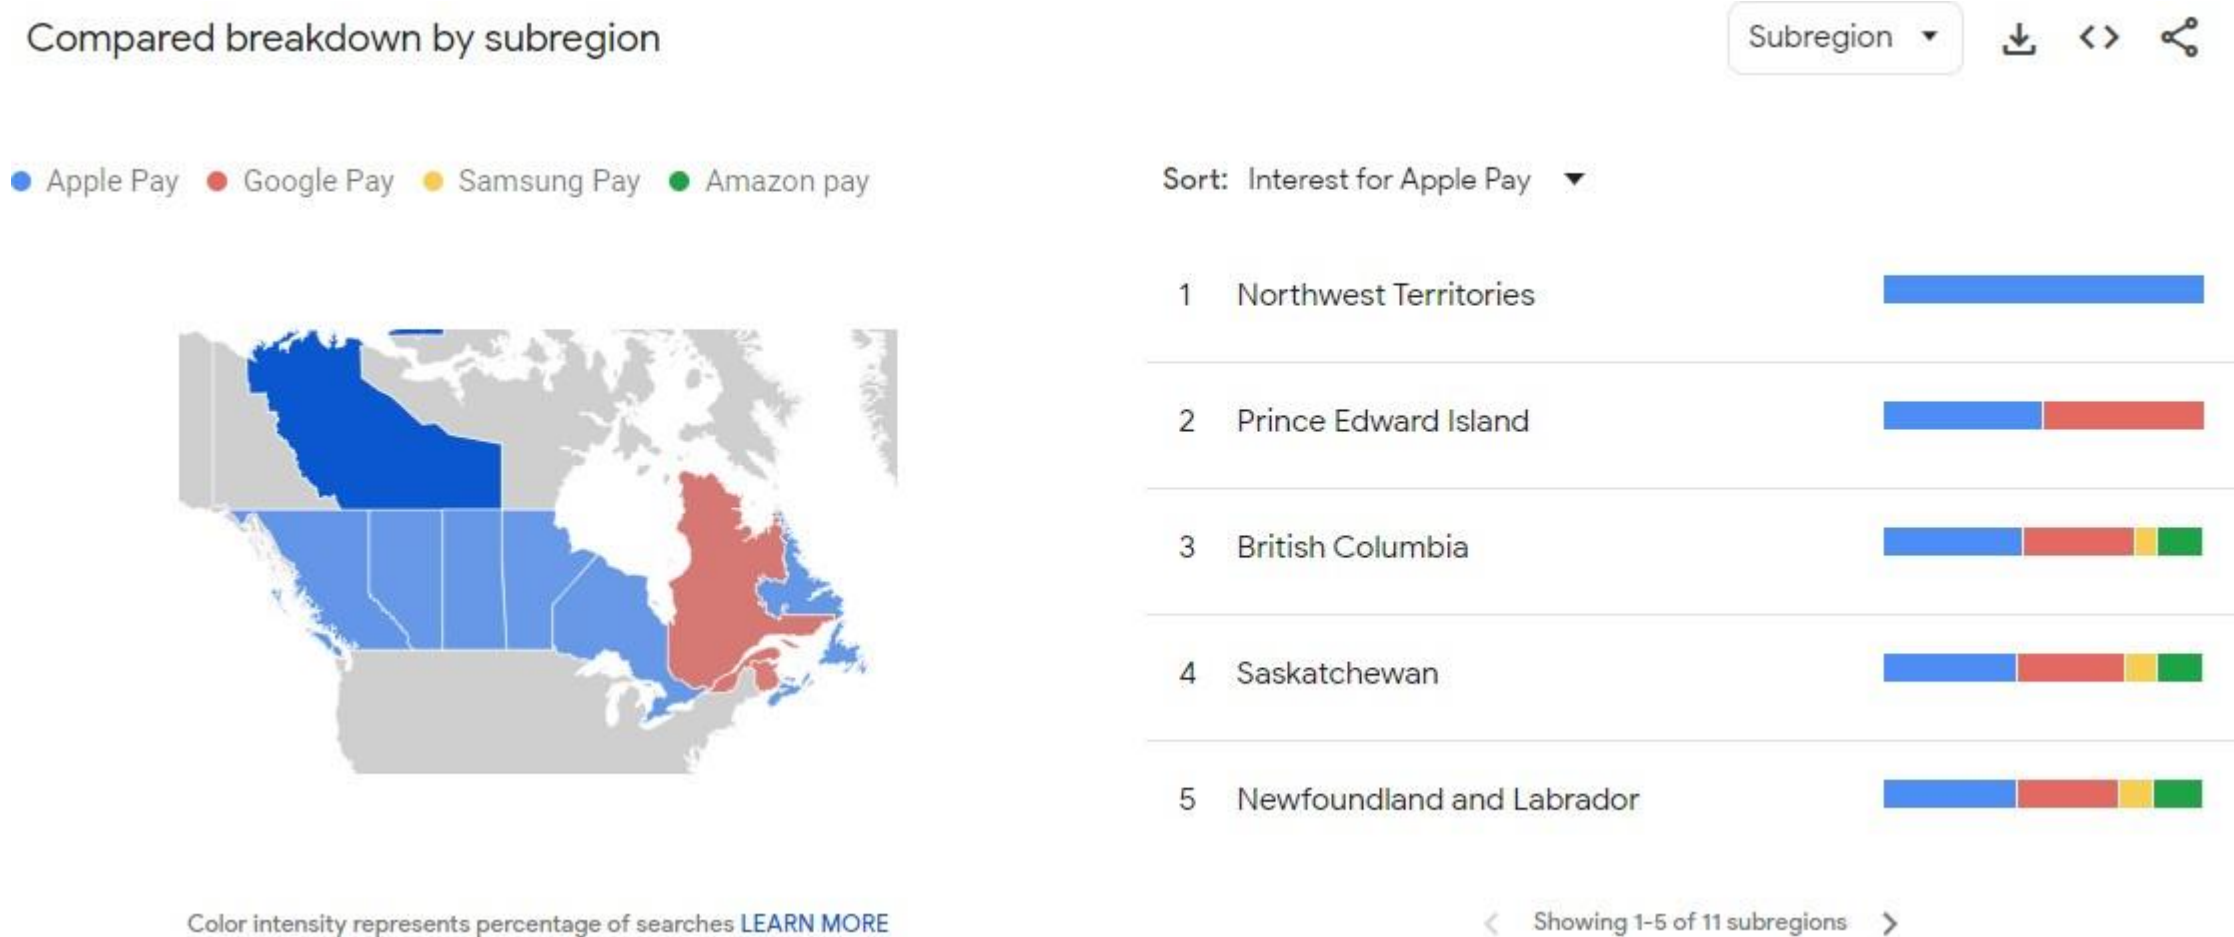 Compared breakdown by subregion
Subregion
Apple Pay
Google Pay
Samsung Pay
Amazon pay
Sort: Interest for Apple Pay
1 Northwest Territories
2 Prince Edward Island
3 British Columbia
4 Saskatchewan
5 Newfoundland and Labrador
Color intensity represents percentage of searches LEARN MORE
Showing 1-5 of 11 subregions